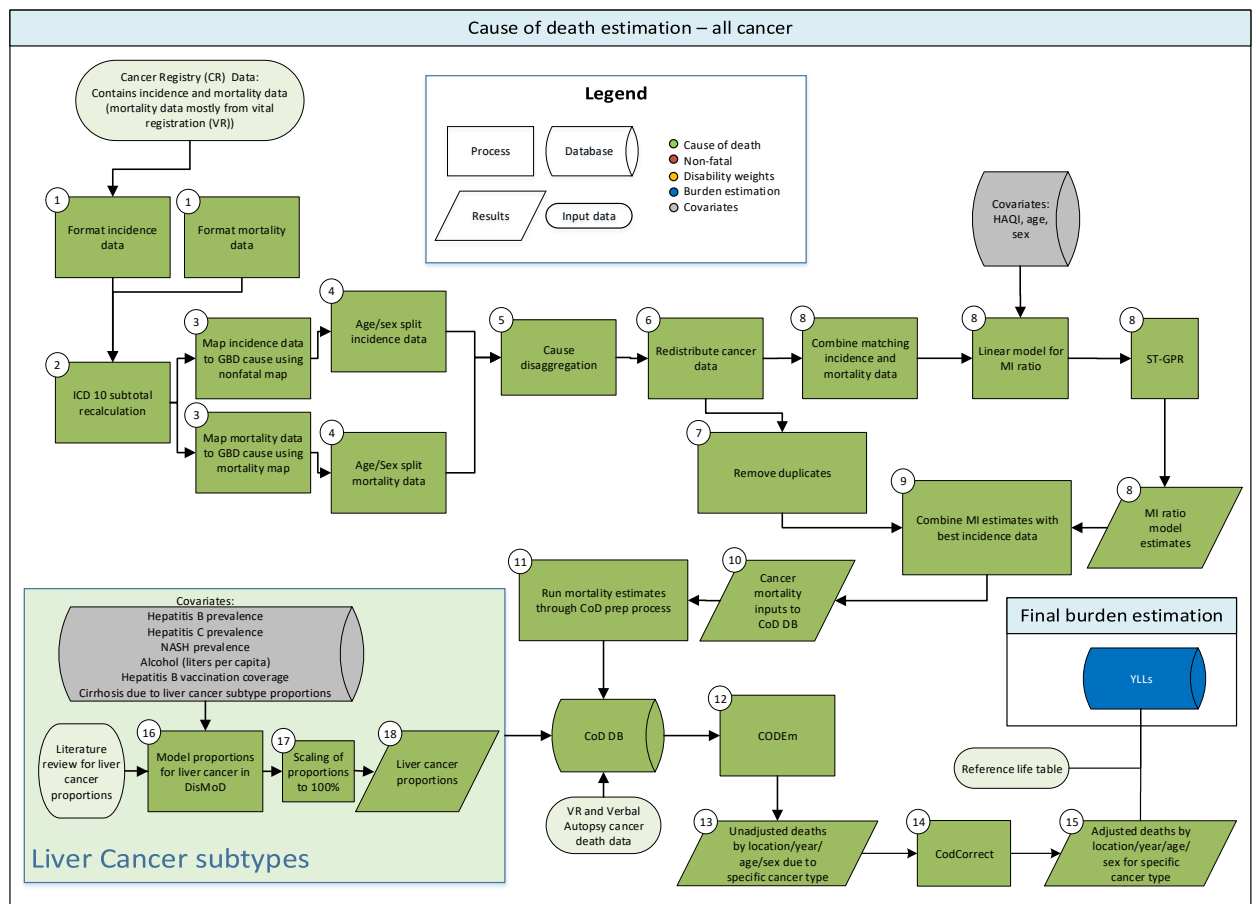 Cause of death estimation – all cancer
Cancer Registry (CR) Data:
Contains incidence and mortality data
(mortality data mostly from vital
registration (VR))
Legend
Process
Database
Results
Input data
Cause of death
Non-fatal
Disability weights
Burden estimation
Covariates
Covariates:
HAQI, age,
sex
1
Format incidence
data
1
Format mortality
data
2
ICD 10 subtotal
recalculation
3
Map incidence data
to GBD cause using
nonfatal map
3
Map mortality data
to GBD cause using
mortality map
4
Age/sex split
incidence data
4
Age/Sex split
mortality data
5
Cause
disaggregation
6
Redistribute cancer
data
8
Combine matching
incidence and
mortality data
8
Linear model for
MI ratio
8
ST-GPR
7
Remove duplicates
9
Combine MI estimates with
best incidence data
8
MI ratio
model
estimates
11
Run mortality estimates
through CoD prep process
10
Cancer
mortality
inputs to
CoD DB
Covariates:
Hepatitis B prevalence
Hepatitis C prevalence
NASH prevalence
Alcohol (liters per capita)
Hepatitis B vaccination coverage
Cirrhosis due to liver cancer subtype proportions
Literature
review for liver
cancer
proportions
16
Model proportions
for liver cancer in
DisMoD
17
Scaling of
proportions
to 100%
18
Liver cancer
proportions
Liver Cancer subtypes
CoD DB
VR and Verbal
Autopsy cancer
death data
12
CODEm
Final burden estimation
YLLs
Reference life table
13
Unadjusted deaths
by location/year/
age/sex due to
specific cancer type
14
CodCorrect
15
Adjusted deaths by
location/year/age/
sex for specific
cancer type